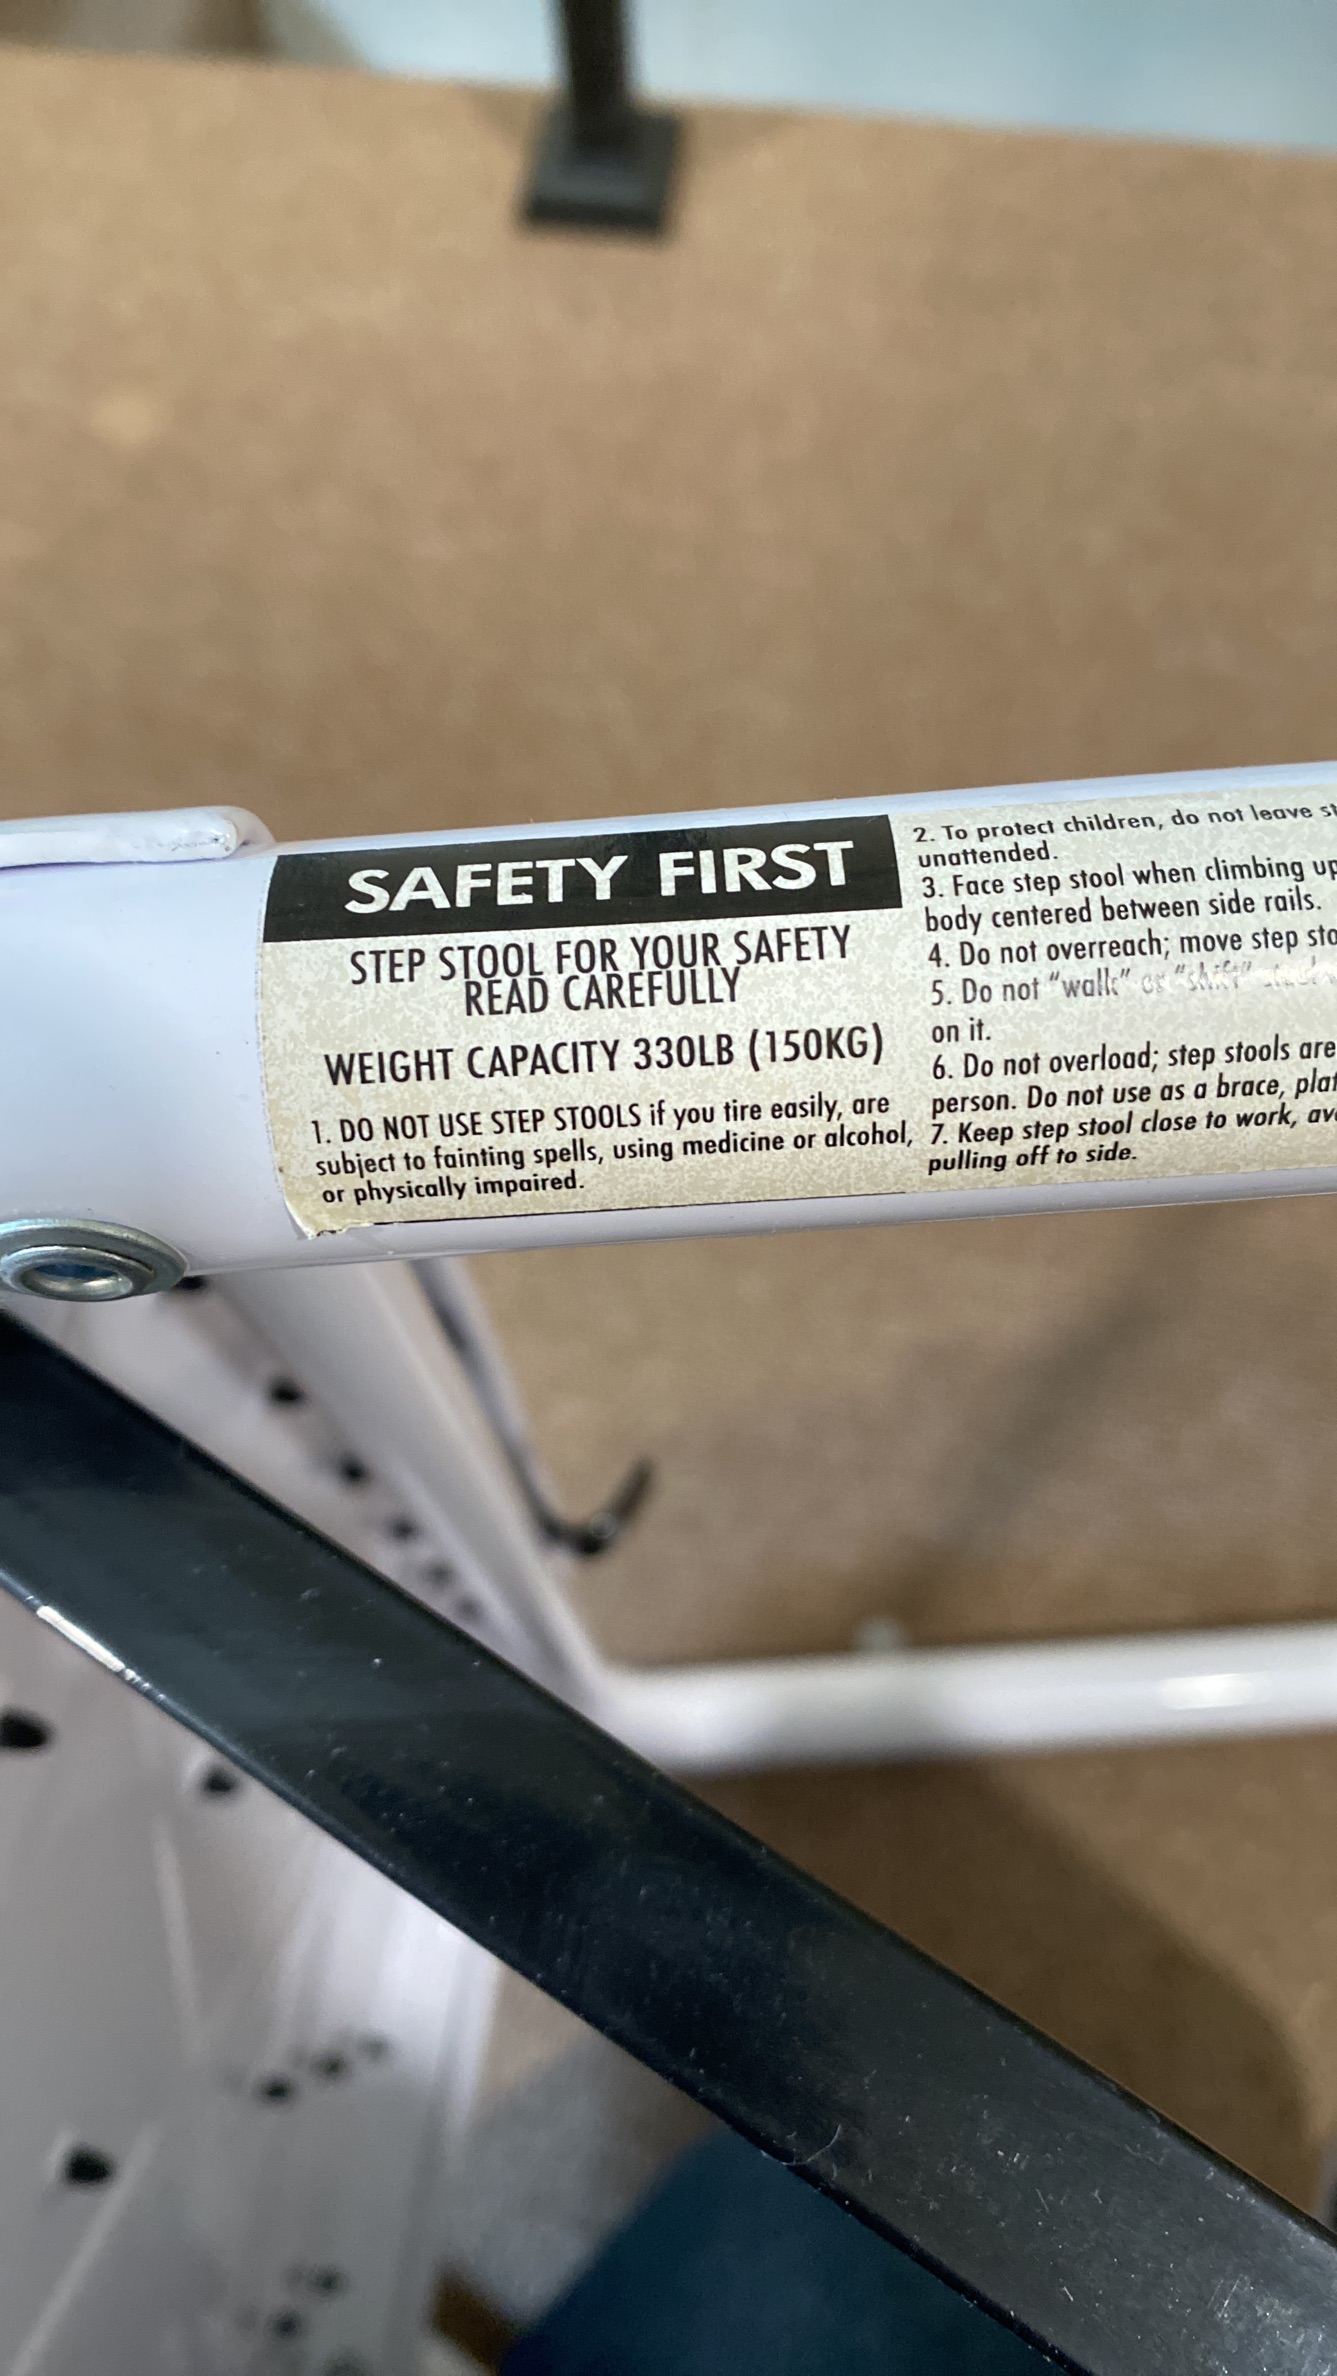 SAFETY FIRST
STEP STOOL FOR YOUR SAFETY
READ CAREFULLY
WEIGHT CAPACITY 330LB (150KG)
1. DO NOT USE STEP STOOLS if you tire easily, are
subject to fainting spells, using medicine or alcohol,
or physically impaired.
2. To protect children, do not leave
unattended.
3. Face step stool when climbing up
body centered between side rails.
4. Do not overreach; move step
5. Do not "walk" or "shift"
on it.
6. Do not overload; step stools are
person. Do not use as a brace,
7. Keep step stool close to work,
pulling off to side.